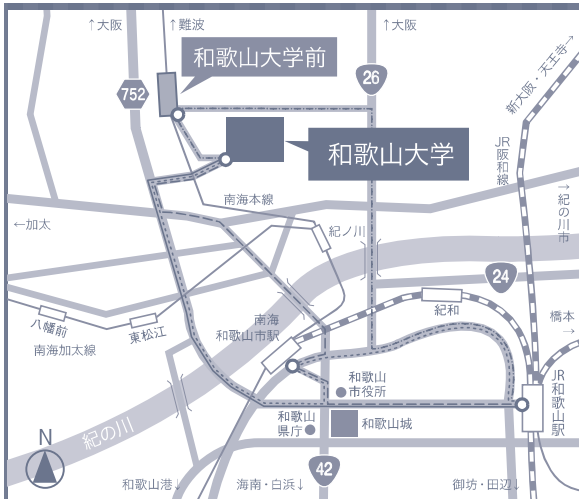 ↑大阪
↑難波
↑大阪
新大阪・天王寺→
和歌山大学前
26
752
和歌山大学
JR
阪和線
南海本線
→紀の川市
←加太
紀ノ川
24
紀和
橋本
→
八幡前
東松江
南海加太線
南海
和歌山市駅
和歌山
市役所
JR和歌山駅
和歌山
県庁
和歌山城
紀の川
N
42
和歌山港↓
海南・白浜↓
御坊・田辺↓